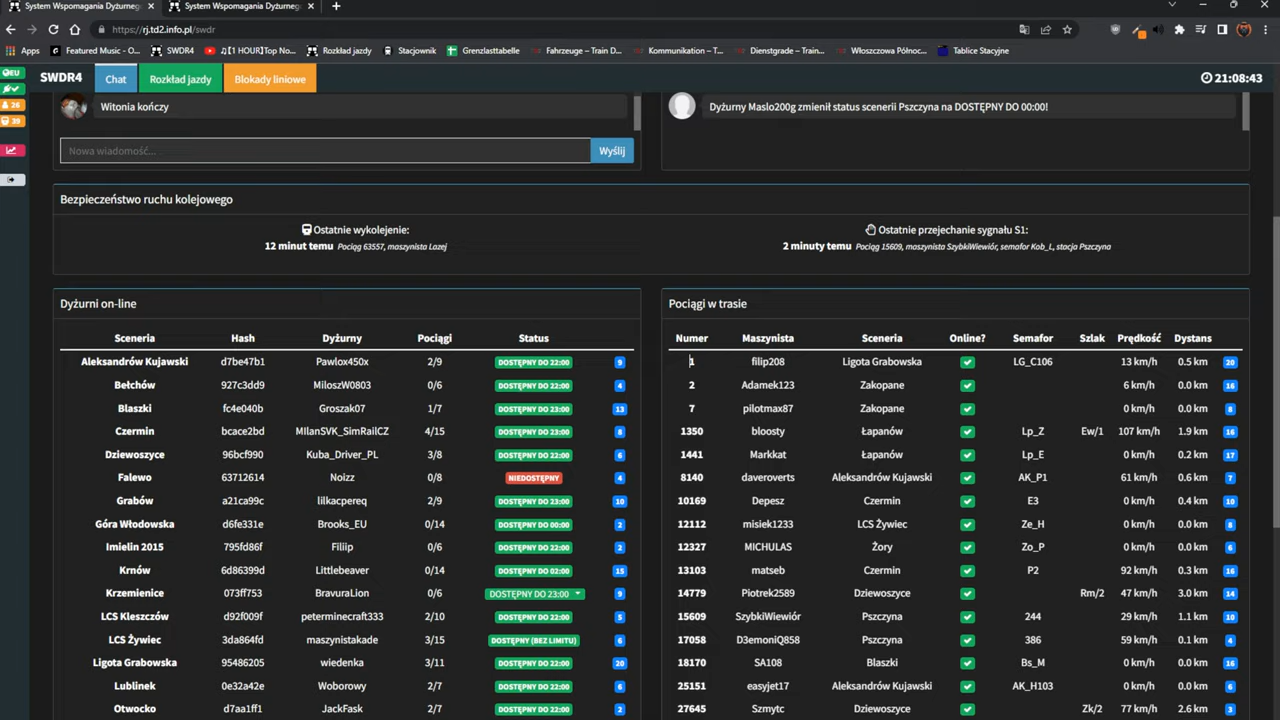 System Wspomagania Dyżurneg
System Wspomagania Dyżurnego
https://rj.td2.info.pl/swdr
Apps
Featured Music - O...
SWDR4
♫[1 HOUR]Top No...
Rozkład jazdy
Stacjownik
Grenzlasttabelle
Fahrzeuge – Train D...
Kommunikation – T...
Dienstgrade – Train...
Włoszczowa Północ...
Tablice Stacyjne
EU
26
39
SWDR4
Chat
Rozkład jazdy
Blokady liniowe
21:08:43
Witonia kończy
Dyżurny Maslo200g zmienił status scenerii Pszczyna na DOSTĘPNY DO 00:00!
Nowa wiadomość...
Wyślij
Bezpieczeństwo ruchu kolejowego
Ostatnie wykolejenie:
12 minut temu Pociąg 63557, maszynista Lazej
Ostatnie przejechanie sygnału S1:
2 minuty temu Pociąg 15609, maszynista SzybkiWiewiór, semafor Kob_L, stacja Pszczyna
Dyżurni on-line
Sceneria Hash Dyżurny Pociągi Status
Aleksandrów Kujawski d7be47b1 Pawlox450x 2/9 DOSTĘPNY DO 22:00 9
Bełchów 927c3dd9 MiloszW0803 0/6 DOSTĘPNY DO 22:00 4
Blaszki fc4e040b Groszak07 1/7 DOSTĘPNY DO 23:00 13
Czermin bcace2bd MIlanSVK_SimRailCZ 4/15 DOSTĘPNY DO 23:00 8
Dziewoszyce 96bcf990 Kuba_Driver_PL 3/8 DOSTĘPNY DO 22:00 6
Falewo 63712614 Noizz 0/8 NIEDOSTĘPNY 4
Grabów a21ca99c lilkacpereq 0/9 DOSTĘPNY DO 23:00 10
Góra Włodowska d6fe331e Brooks_EU 0/14 DOSTĘPNY DO 00:00 2
Imielin 2015 795fd86f Filiip 0/6 DOSTĘPNY DO 22:00 2
Krnów 6d86399d Littlebeaver 0/14 DOSTĘPNY DO 02:00 15
Krzemienice 073ff753 BravuraLion 0/6 DOSTĘPNY DO 23:00 9
LCS Kleszczów d92f009f peterminecraft333 2/10 DOSTĘPNY DO 22:00 5
LCS Żywiec 3da864fd maszynistakade 3/15 DOSTĘPNY (BEZ LIMITU) 6
Ligota Grabowska 95486205 wiedenka 3/11 DOSTĘPNY DO 22:00 20
Lublinek 0e32a42e Woborowy 2/7 DOSTĘPNY DO 22:00 6
Otwocko d7aa1ff1 JackFask 2/7 DOSTĘPNY DO 22:00 2
Pociągi w trasie
Numer Maszynista Sceneria Online? Semafor Szlak Prędkość Dystans
1 filip208 Ligota Grabowska LG_C106 13 km/h 0.5 km 20
2 Adamek123 Zakopane 6 km/h 0.0 km 16
7 pilotmax87 Zakopane 0 km/h 0.0 km 8
1350 bloosty Łapanów Lp_Z Ew/1 107 km/h 1.9 km 16
1441 Markkat Łapanów Lp_E 0 km/h 0.2 km 17
8140 daveroverts Aleksandrów Kujawski AK_P1 61 km/h 0.6 km 7
10169 Depesz Czermin E3 0 km/h 0.4 km 10
12112 misiek1233 LCS Żywiec Ze_H 0 km/h 0.0 km 8
12327 MICHULAS Żory Zo_P 0 km/h 0.0 km 6
13103 matseb Czermin P2 92 km/h 0.3 km 16
14779 Piotrek2589 Dziewoszyce Rm/2 47 km/h 3.0 km 14
15609 SzybkiWiewiór Pszczyna 244 29 km/h 1.1 km 10
17058 D3emoniQ858 Pszczyna 386 59 km/h 0.1 km 4
18170 SA108 Blaszki Bs_M 0 km/h 0.0 km 16
25151 easyjet17 Aleksandrów Kujawski AK_H103 0 km/h 0.0 km 6
27645 Szmytc Dziewoszyce Zk/2 77 km/h 2.6 km 3